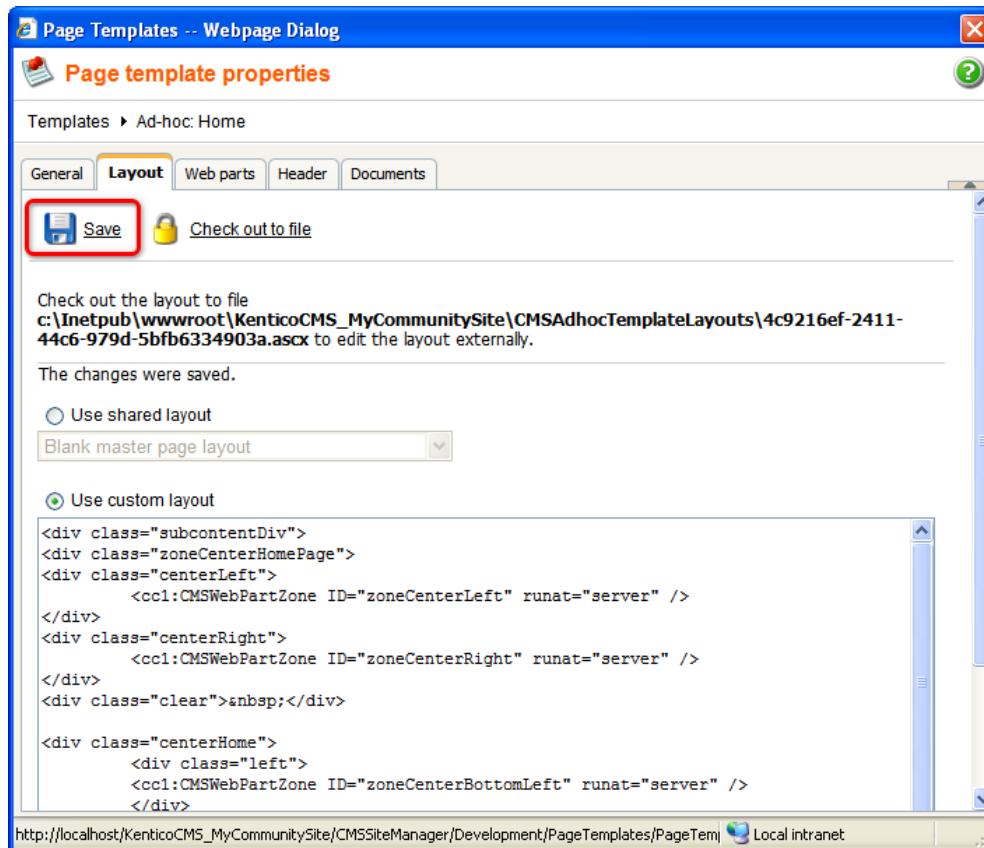 Page Templates -- Webpage Dialog
Page template properties
Templates ▸ Ad-hoc: Home
General Layout Web parts Header Documents
Save Check out to file
Check out the layout to file
c:\Inetpub\wwwroot\KenticoCMS_MyCommunitySite\CMSAdhocTemplateLayouts\4c9216ef-2411-
44c6-979d-5bfb6334903a.ascx to edit the layout externally.
The changes were saved.
Use shared layout
Blank master page layout
Use custom layout
<div class="subcontentDiv">
<div class="zoneCenterHomePage">
<div class="centerLeft">
<cc1:CMSWebPartZone ID="zoneCenterLeft" runat="server" />
</div>
<div class="centerRight">
<cc1:CMSWebPartZone ID="zoneCenterRight" runat="server" />
</div>
<div class="clear">&nbsp;</div>
<div class="centerHome">
<div class="left">
<cc1:CMSWebPartZone ID="zoneCenterBottomLeft" runat="server" />
</div>
http://localhost/KenticoCMS_MyCommunitySite/CMSSiteManager/Development/PageTemplates/PageTem Local intranet